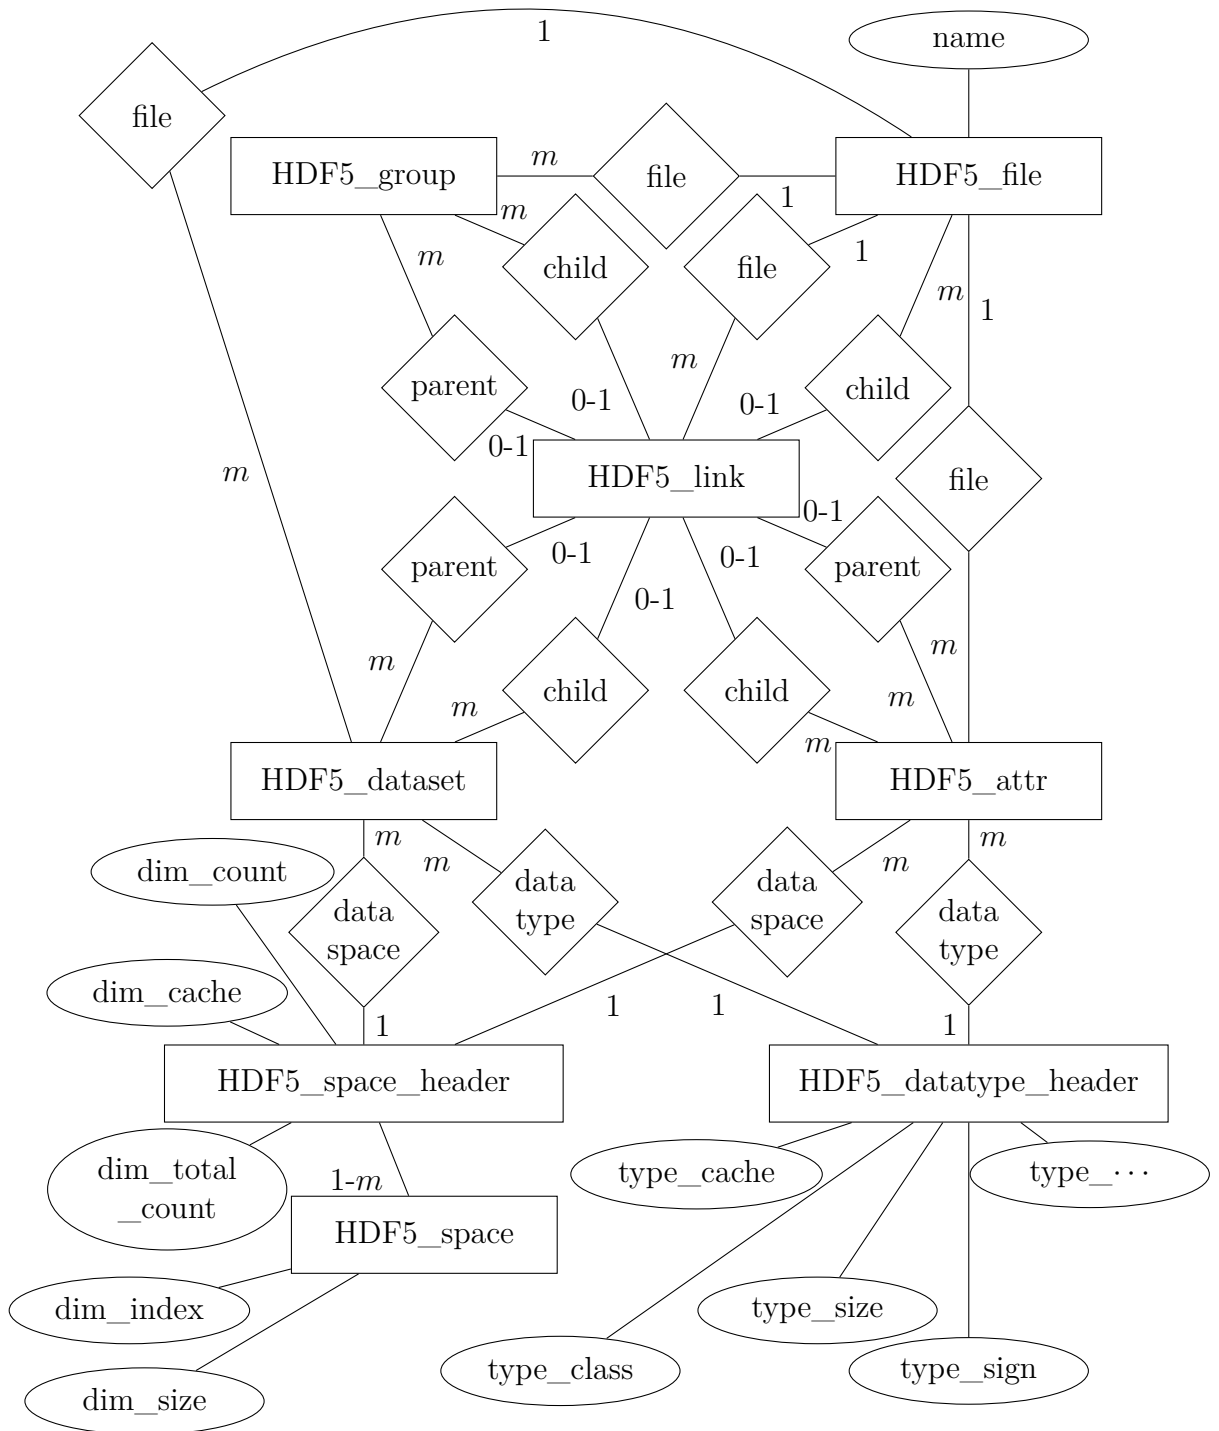 1
name
file
HDF5_group
m
file
HDF5_file
1
m
child
file
1
m
m
1
parent
0-1
m
0-1
child
0-1
HDF5_link
file
0-1
parent
0-1
0-1
parent
0-1
m
m
m
child
child
m
m
m
HDF5_dataset
HDF5_attr
m
m
m
m
dim_count
data
space
data
type
data
space
data
type
dim_cache
1
1
1
1
HDF5_space_header
HDF5_datatype_header
dim_total
_count
1-m
type_cache
type_⋯
HDF5_space
dim_index
type_size
type_class
type_sign
dim_size